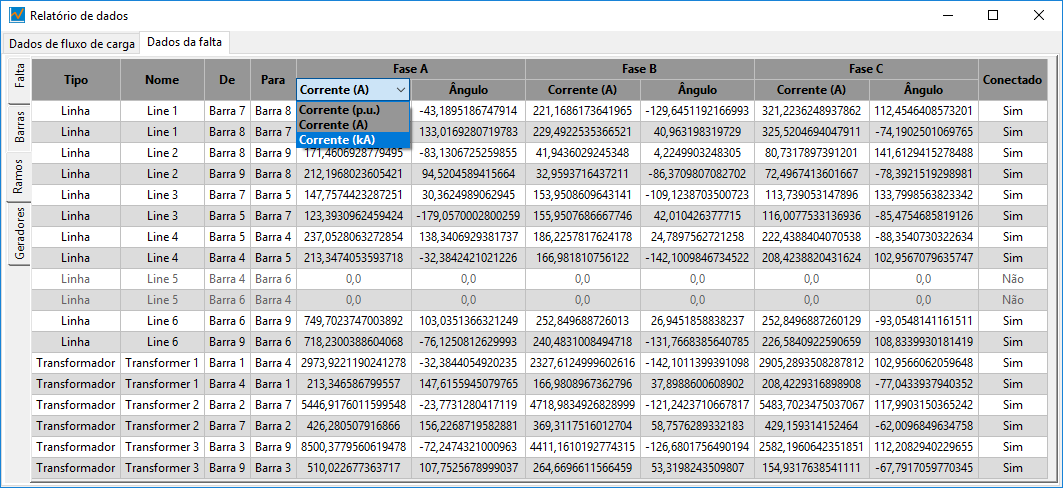 Relatório de dados
Dados de fluxo de carga Dados da falta
Falta
Barras
Ramos
Geradores
Fase A Fase B Fase C
Tipo Nome De Para Corrente (A) Ângulo Corrente (A) Ângulo Corrente (A) Ângulo Conectado
Corrente (p.u.)
Corrente (A)
Corrente (kA)
Linha Line 1 Barra 7 Barra 8 -43,1895186747914 221,1686173641965 -129,6451192166993 321,2236248937862 112,4546408573201 Sim
Linha Line 1 Barra 8 Barra 7 133,0169280719783 229,4922535366521 40,963198319729 325,5204694047911 -74,1902501069765 Sim
Linha Line 2 Barra 8 Barra 9 171,4606928779495 -83,1306725259855 41,9436029245348 4,2249903248305 80,7317897391201 141,6129415278488 Sim
Linha Line 2 Barra 9 Barra 8 212,1968023605421 94,5204589415664 32,9593716437211 -86,3709807082702 72,4967413601667 -78,3921519298981 Sim
Linha Line 3 Barra 7 Barra 5 147,7574423287251 30,3624989062945 153,9508609643141 -109,1238703500723 113,739053147896 133,7998563823342 Sim
Linha Line 3 Barra 5 Barra 7 123,3930962459424 -179,0570002800259 155,9507686667746 42,010426377715 116,0077533136936 -85,4754685819126 Sim
Linha Line 4 Barra 5 Barra 4 237,0528063272854 138,3406929381737 186,2257817624178 24,7897562721258 222,4388404070538 -88,3540730322634 Sim
Linha Line 4 Barra 4 Barra 5 213,3474053593718 -32,3842421021226 166,981810756122 -142,1009846734522 208,4238820431624 102,9567079635747 Sim
Linha Line 5 Barra 4 Barra 6 0,0 0,0 0,0 0,0 0,0 0,0 Não
Linha Line 5 Barra 6 Barra 4 0,0 0,0 0,0 0,0 0,0 0,0 Não
Linha Line 6 Barra 6 Barra 9 749,7023747003892 103,0351366321249 252,849688726013 26,9451858838237 252,8496887260129 -93,0548141161511 Sim
Linha Line 6 Barra 9 Barra 6 718,2300388604068 -76,1250812629993 240,4831008494718 -131,7668385640785 226,5840922590659 108,8339930181419 Sim
Transformador Transformer 1 Barra 1 Barra 4 2973,9221190241278 -32,3844054920235 2327,6124999602616 -142,1011399391098 2905,2893508287812 102,9566062059648 Sim
Transformador Transformer 1 Barra 4 Barra 1 213,346586799557 147,6155945079765 166,9808967362796 37,8988600608902 208,4229316898908 -77,0433937940352 Sim
Transformador Transformer 2 Barra 2 Barra 7 5446,9176011599548 -23,7731280417119 4718,9834926828999 -121,2423710667817 5483,7023475037067 117,9903150365242 Sim
Transformador Transformer 2 Barra 7 Barra 2 426,280507916866 156,2268719582881 369,3117516012704 58,7576289332183 429,159314152464 -62,0096849634758 Sim
Transformador Transformer 3 Barra 3 Barra 9 8500,3779560619478 -72,2474321000963 4411,1610192774315 -126,6801756490194 2582,1960642351851 112,2082940229655 Sim
Transformador Transformer 3 Barra 9 Barra 3 510,022677363717 107,7525678999037 264,6696611566459 53,3198243509807 154,9317638541111 -67,7917059770345 Sim